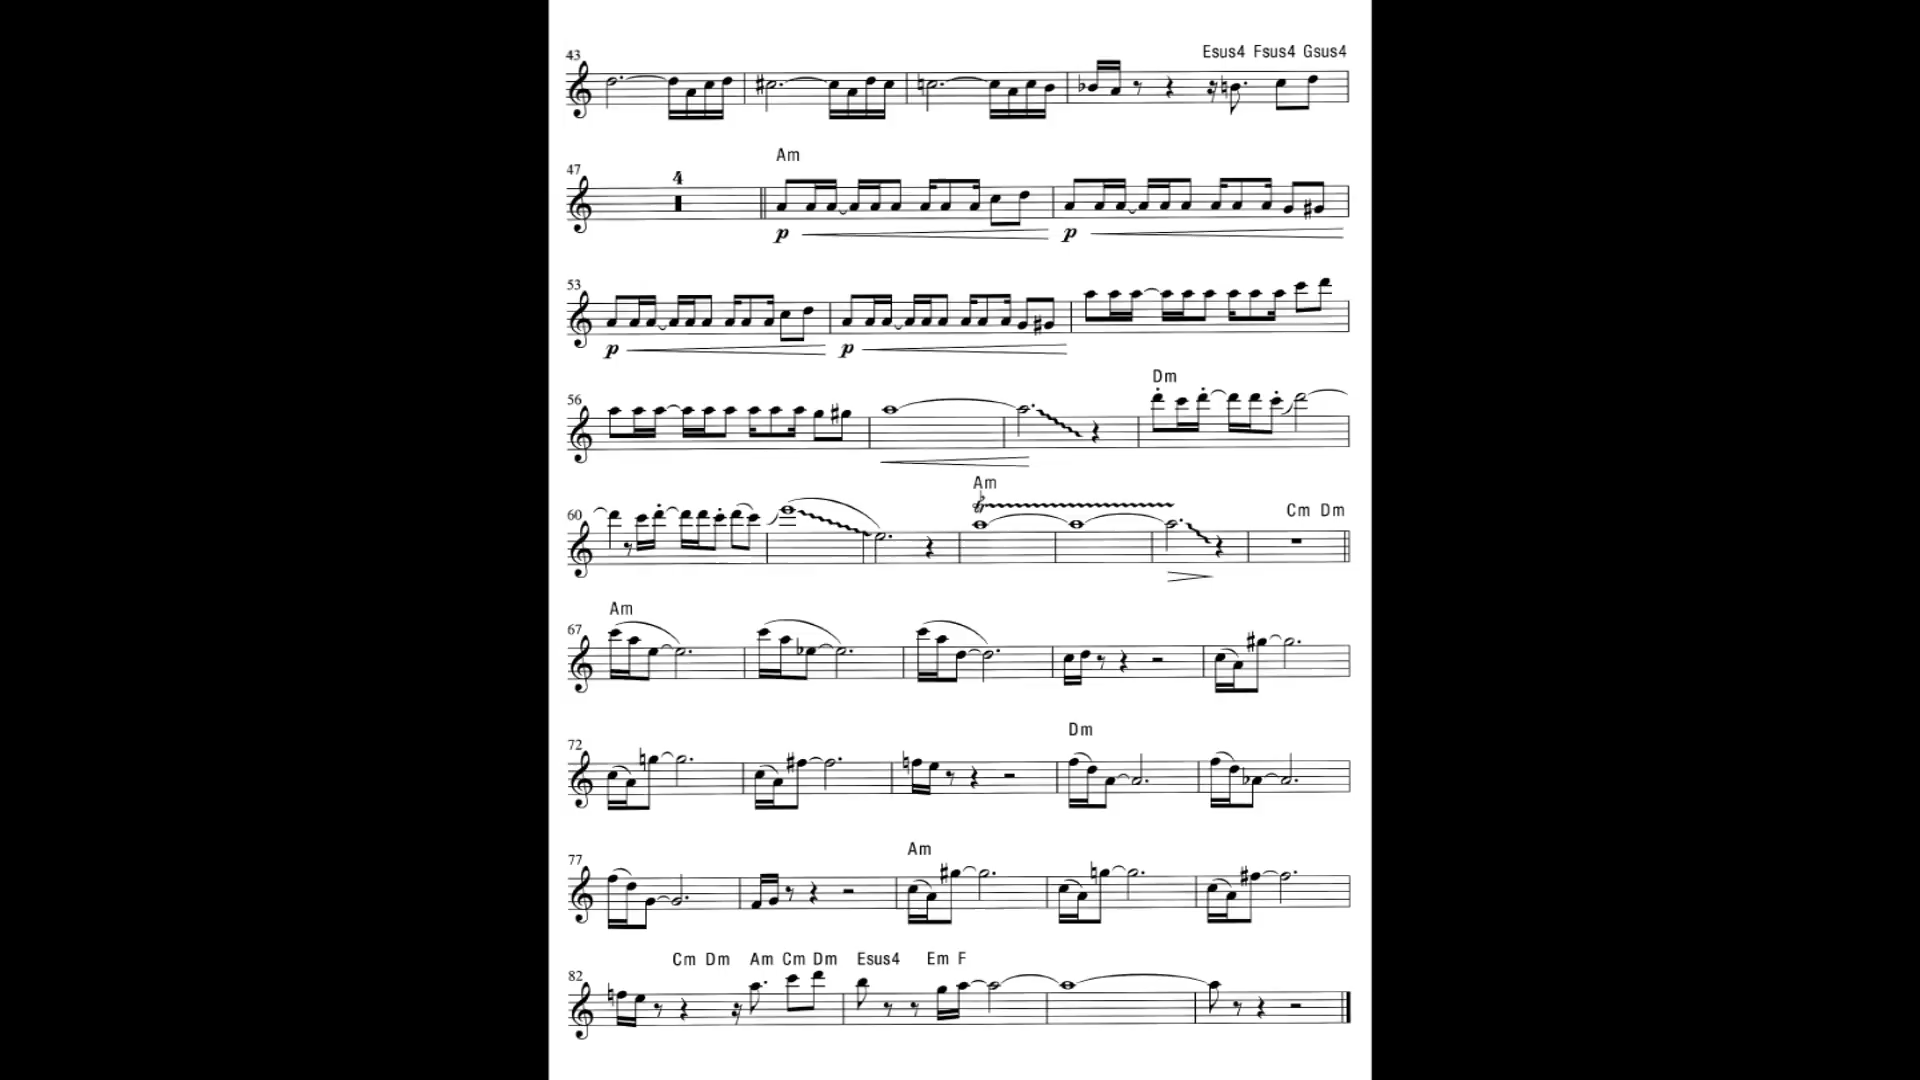 Esus4 Fsus4 Gsus4
43
Am
47 4
p p
53
p p
Dm
56
Am
60 tr Cm Dm
Am
67
Dm
72
Am
77
Cm Dm Am Cm Dm Esus4 Em F
82